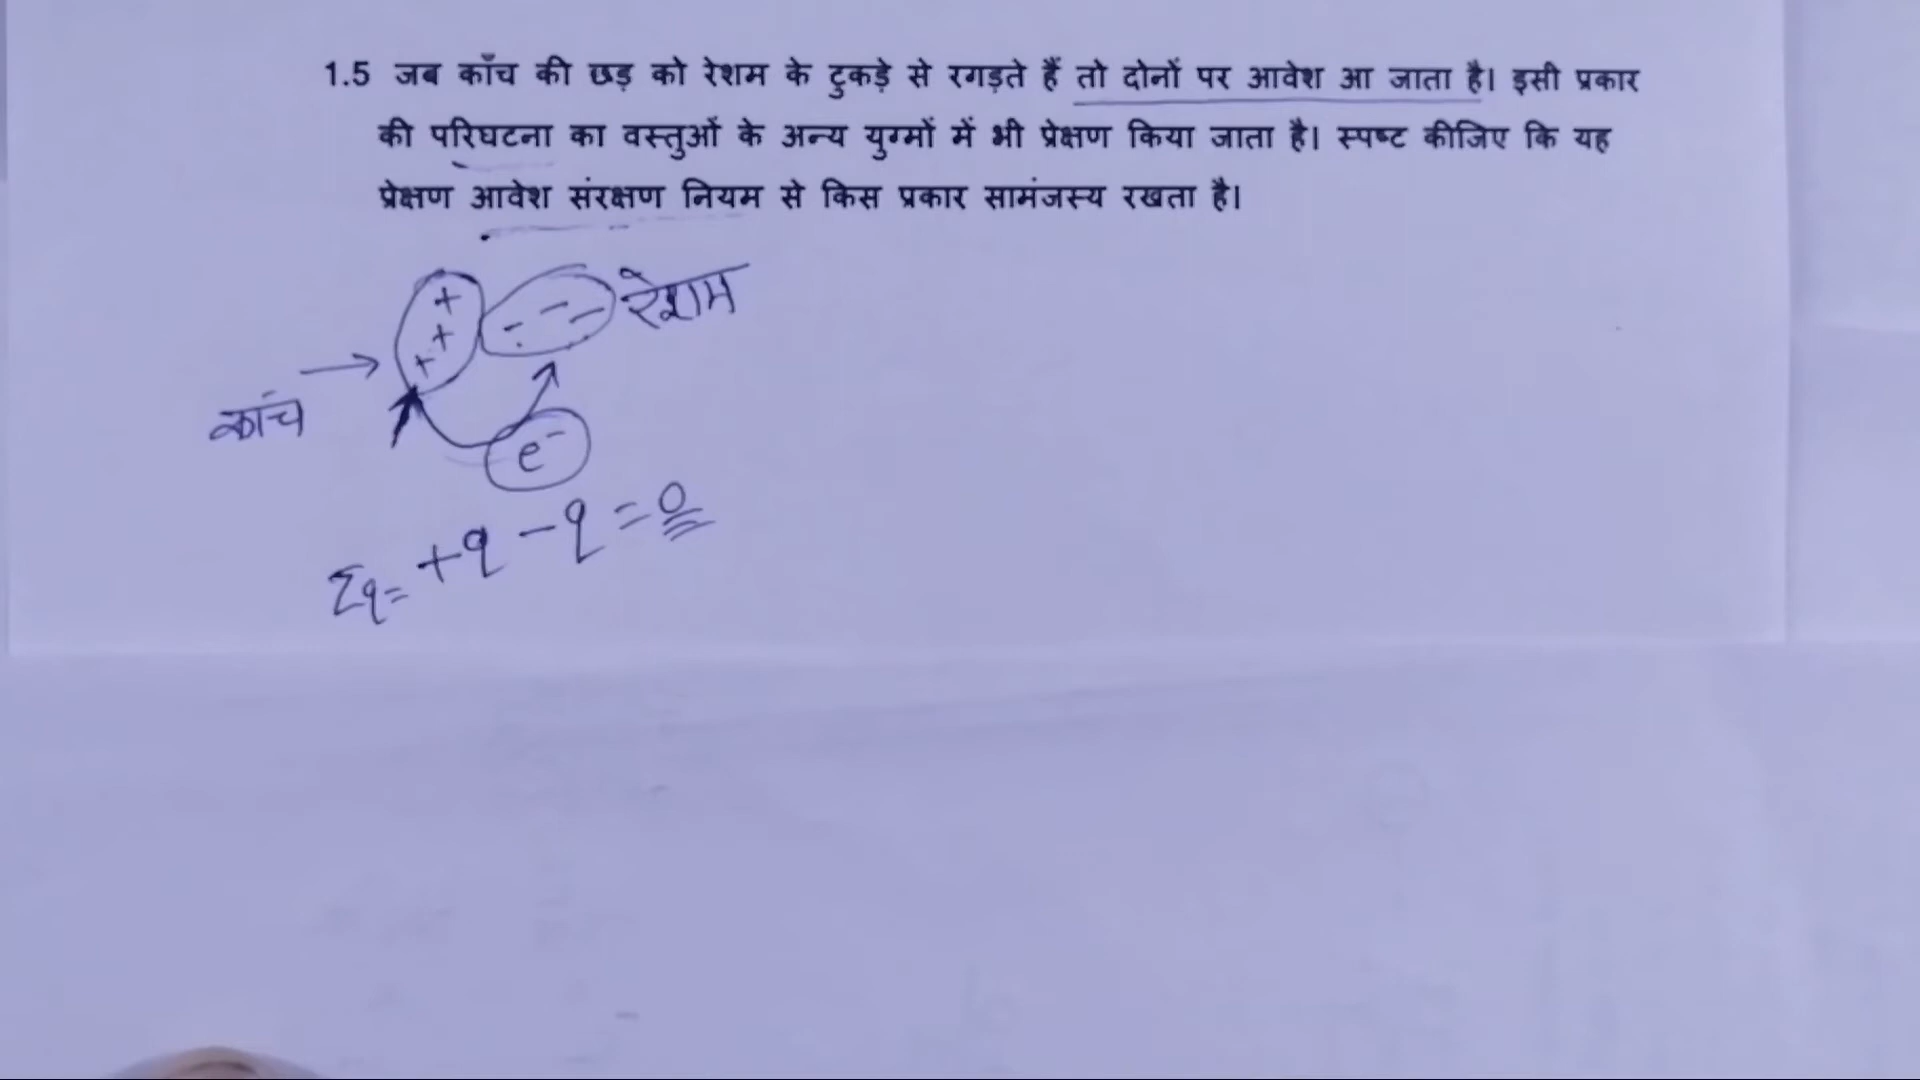 1.5 जब काँच की छड़ को रेशम के टुकड़े से रगड़ते हैं तो दोनों पर आवेश आ जाता है। इसी प्रकार
की परिघटना का वस्तुओं के अन्य युग्मों में भी प्रेक्षण किया जाता है। स्पष्ट कीजिए कि यह
प्रेक्षण आवेश संरक्षण नियम से किस प्रकार सामंजस्य रखता है।
+ + +
- - - रेशम
कांच →
e⁻
Σq = +q - q = 0